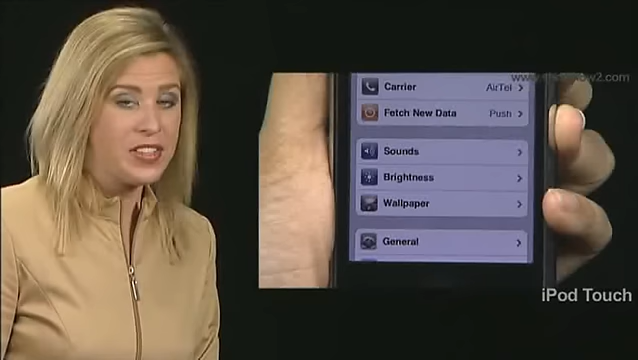 Carrier AirTel
Fetch New Data Push
Sounds
Brightness
Wallpaper
General
iPod Touch